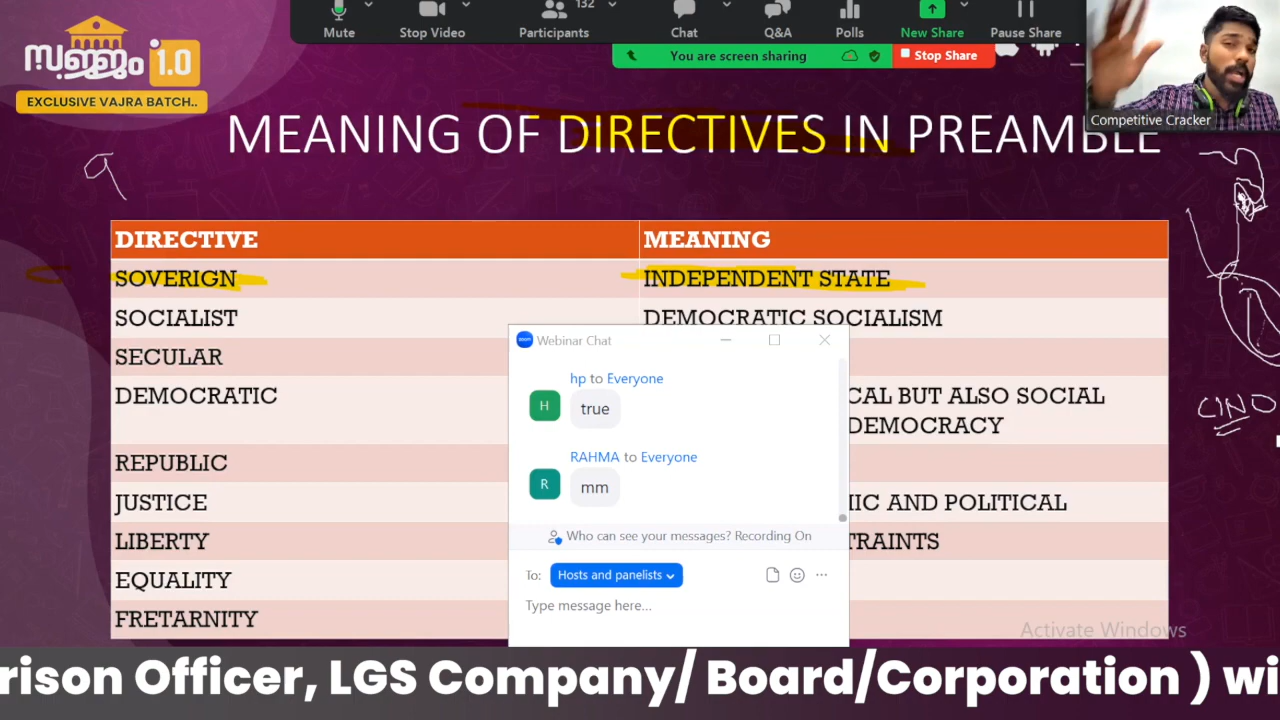 Mute
Stop Video
132
Participants
Chat
Q&A
Polls
New Share
Pause Share
You are screen sharing
Stop Share
1.0
EXCLUSIVE VAJRA BATCH..
Competitive Cracker
MEANING OF DIRECTIVES IN PREAMBLE
DIRECTIVE MEANING
SOVERIGN INDEPENDENT STATE
SOCIALIST DEMOCRATIC SOCIALISM
SECULAR
DEMOCRATIC CAL BUT ALSO SOCIAL
DEMOCRACY
REPUBLIC
JUSTICE IC AND POLITICAL
LIBERTY TRAINTS
EQUALITY
FRETARNITY
Webinar Chat
hp to Everyone
H
true
RAHMA to Everyone
R
mm
Who can see your messages? Recording On
To: Hosts and panelists
Type message here...
Activate Windows
rison Officer, LGS Company/ Board/Corporation ) wi